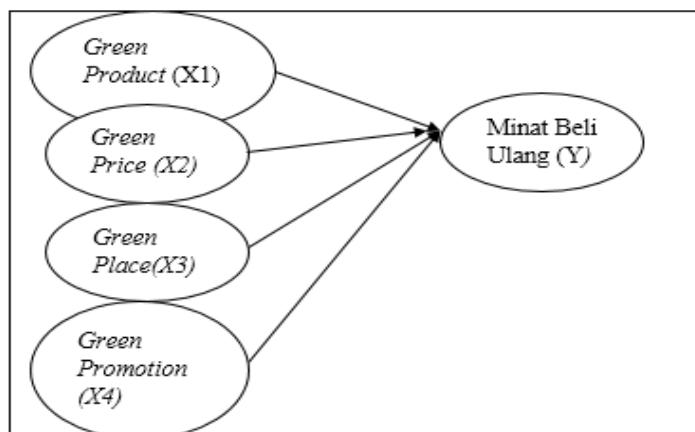 Green
Product (X1)
Green
Price (X2)
Green
Place(X3)
Green
Promotion
(X4)
Minat Beli
Ulang (Y)